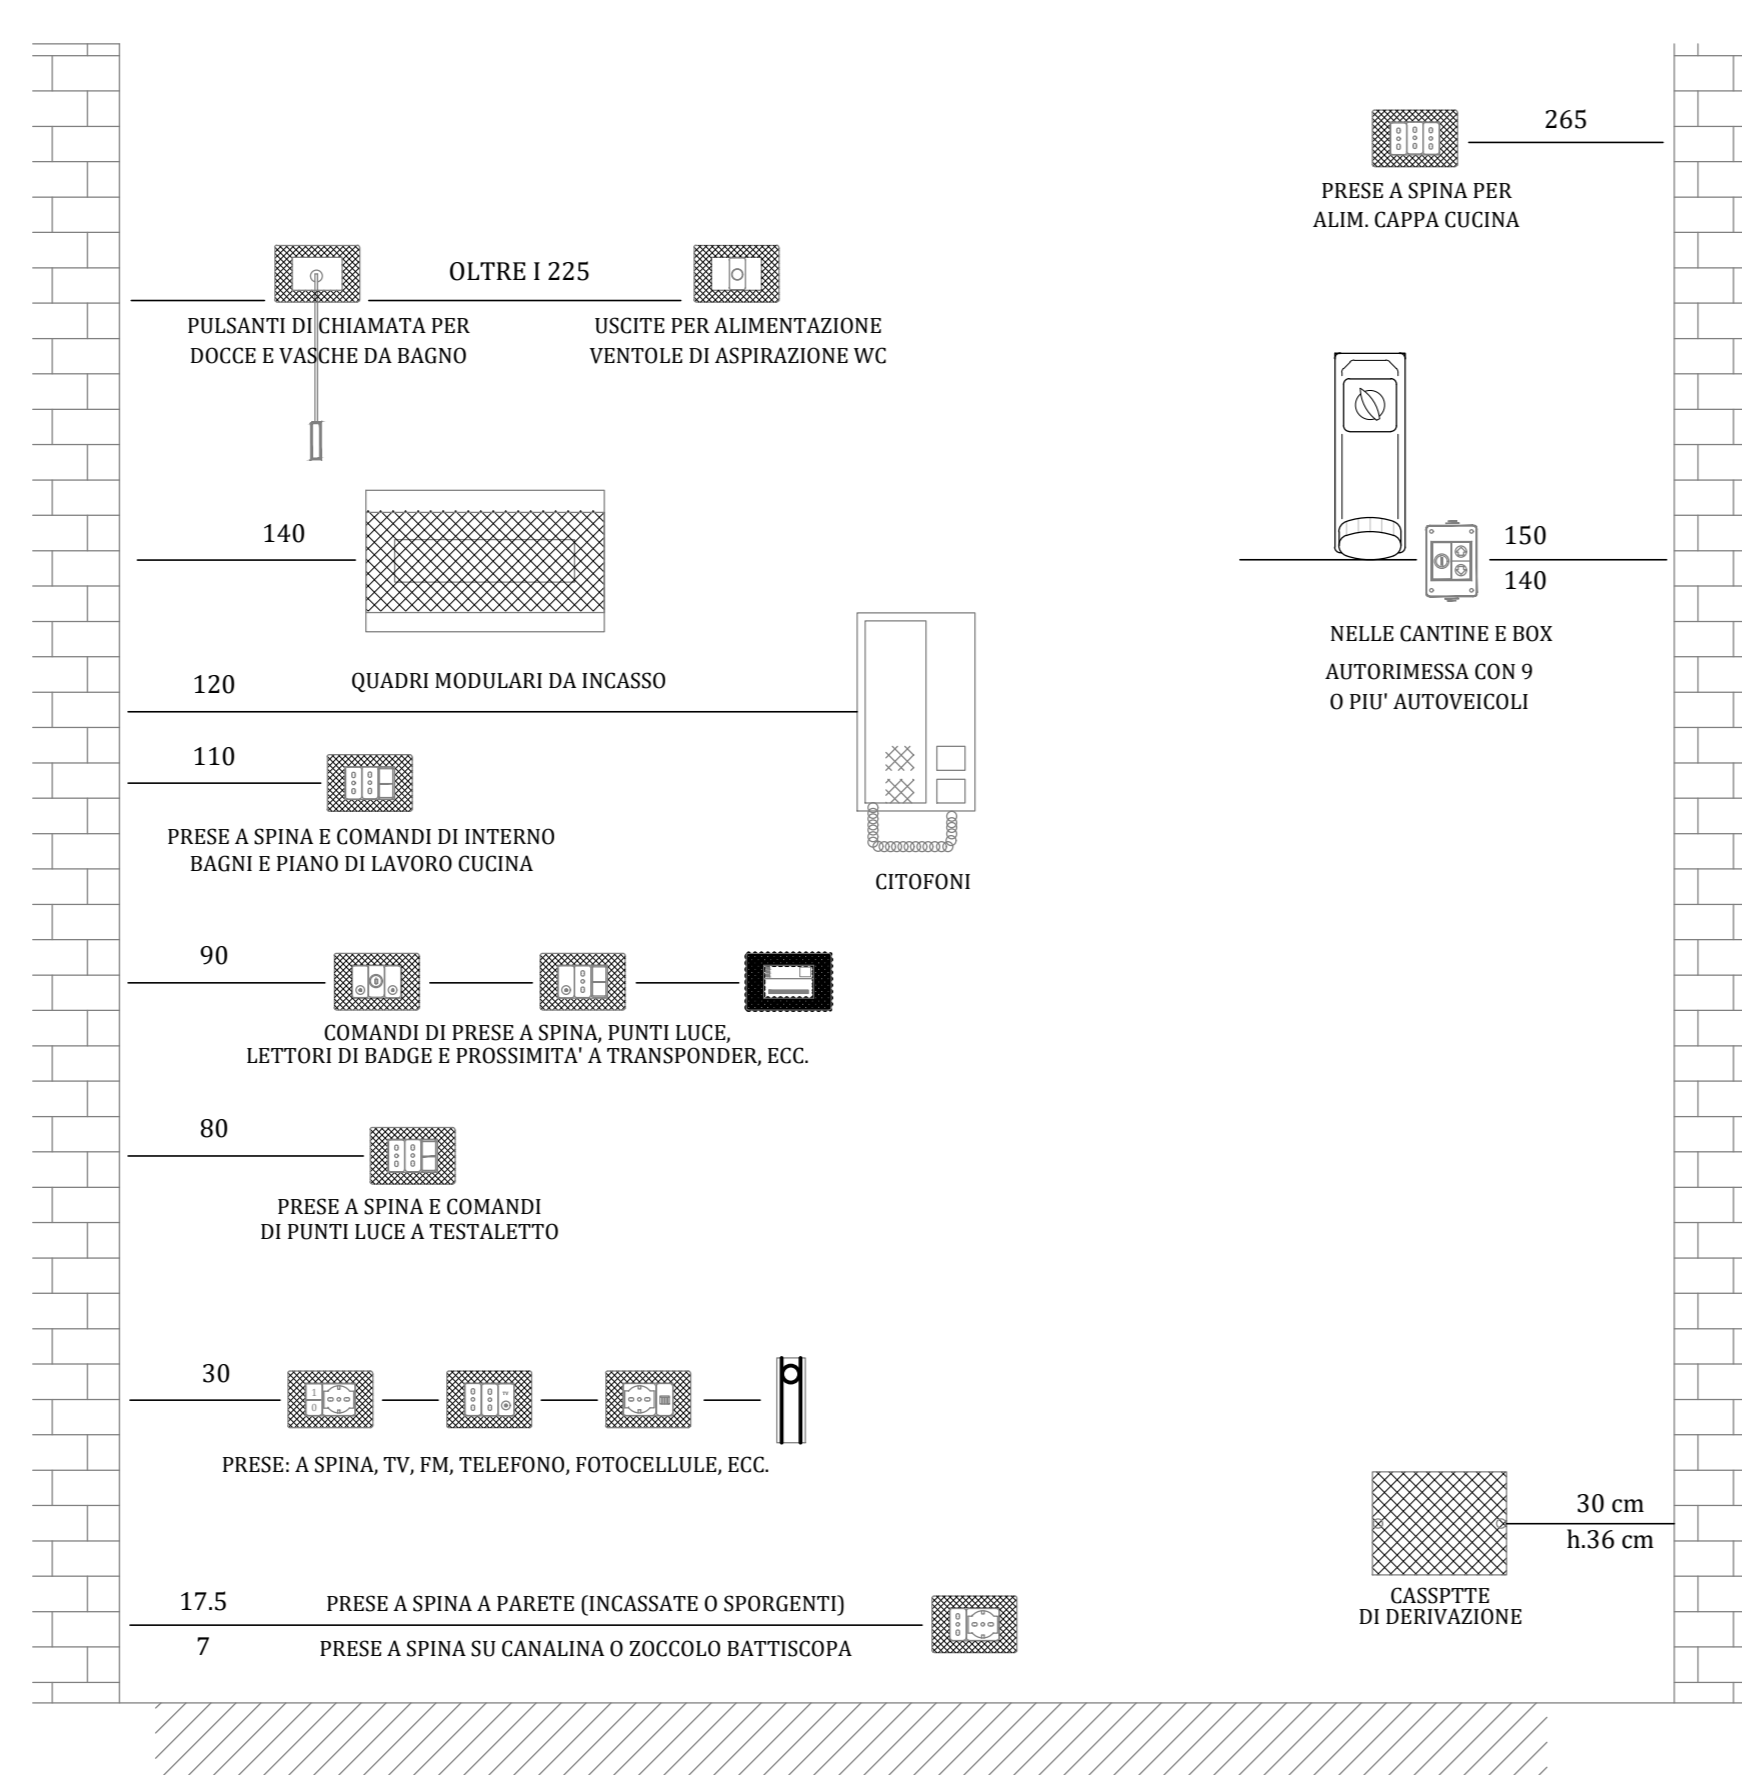 265
PRESE A SPINA PER
ALIM. CAPPA CUCINA
OLTRE I 225
PULSANTI DI CHIAMATA PER
DOCCE E VASCHE DA BAGNO
USCITE PER ALIMENTAZIONE
VENTOLE DI ASPIRAZIONE WC
140
QUADRI MODULARI DA INCASSO
150
140
NELLE CANTINE E BOX
AUTORIMESSA CON 9
O PIU' AUTOVEICOLI
120
CITOFONI
110
PRESE A SPINA E COMANDI DI INTERNO
BAGNI E PIANO DI LAVORO CUCINA
90
COMANDI DI PRESE A SPINA, PUNTI LUCE,
LETTORI DI BADGE E PROSSIMITA' A TRANSPONDER, ECC.
80
PRESE A SPINA E COMANDI
DI PUNTI LUCE A TESTALETTO
30
1
0
TV
PRESE: A SPINA, TV, FM, TELEFONO, FOTOCELLULE, ECC.
30 cm
h.36 cm
CASSPTTE
DI DERIVAZIONE
17.5
PRESE A SPINA A PARETE (INCASSATE O SPORGENTI)
7
PRESE A SPINA SU CANALINA O ZOCCOLO BATTISCOPA